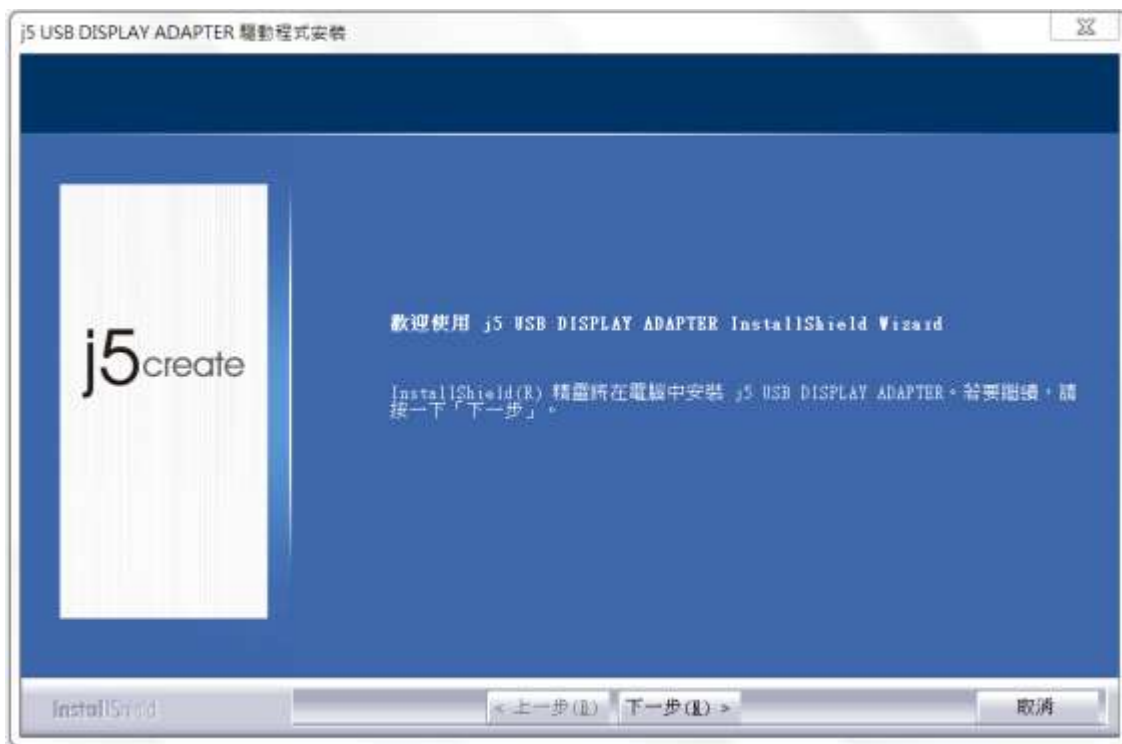 j5 USB DISPLAY ADAPTER 驅動程式安裝
j5create
歡迎使用 j5 USB DISPLAY ADAPTER InstallShield Wizard
InstallShield(R) 精靈將在電腦中安裝 j5 USB DISPLAY ADAPTER。若要繼續，請
按一下「下一步」。
InstallShield
< 上一步(B) 下一步(N) > 取消